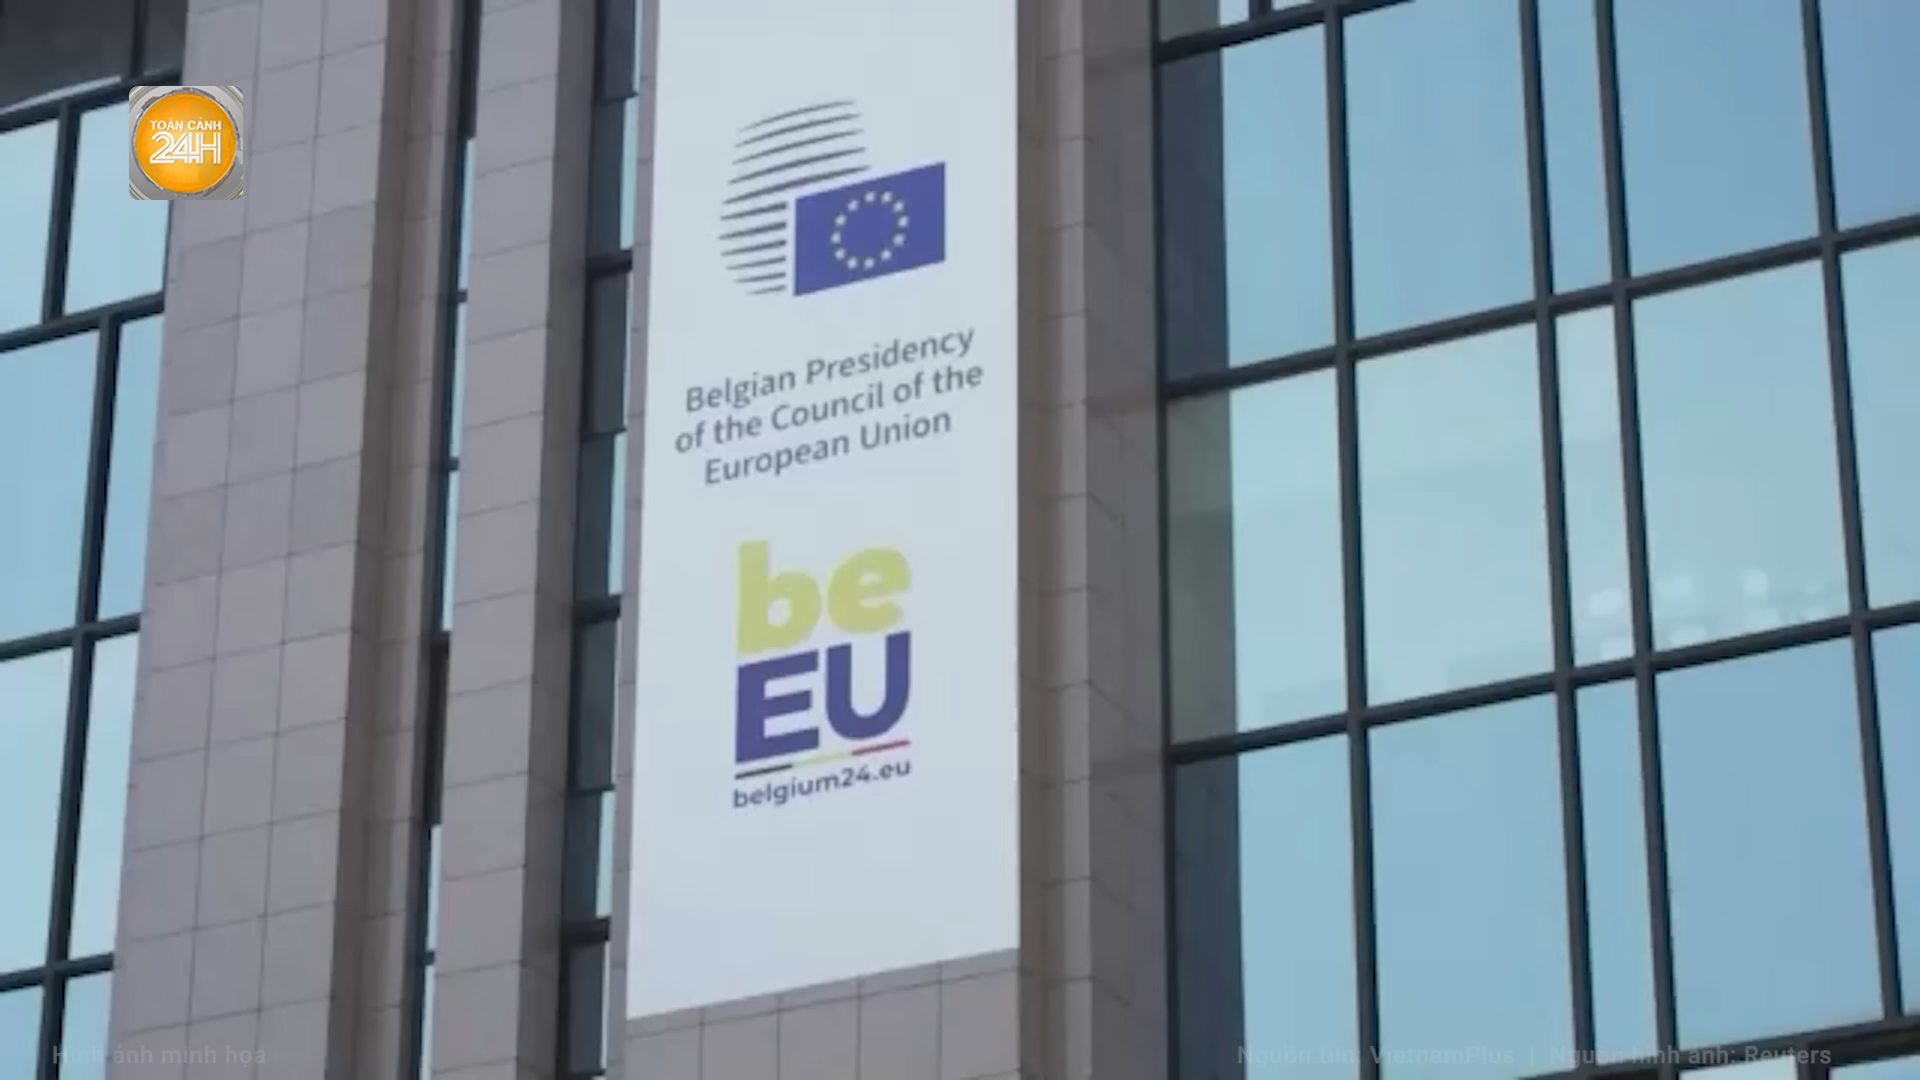 TOÀN CẢNH
24H
Belgian Presidency
of the Council of the
European Union
be
EU
belgium24.eu
Hình ảnh minh họa
Nguồn tin: VietnamPlus | Nguồn hình ảnh: Reuters